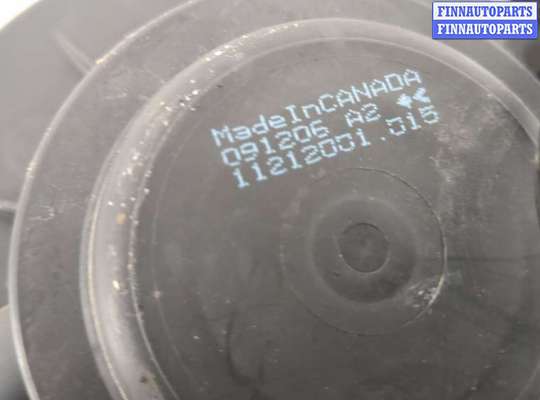 FINNAUTOPARTS
FINNAUTOPARTS
MadeInCANADA
091206 A2
11212001.015